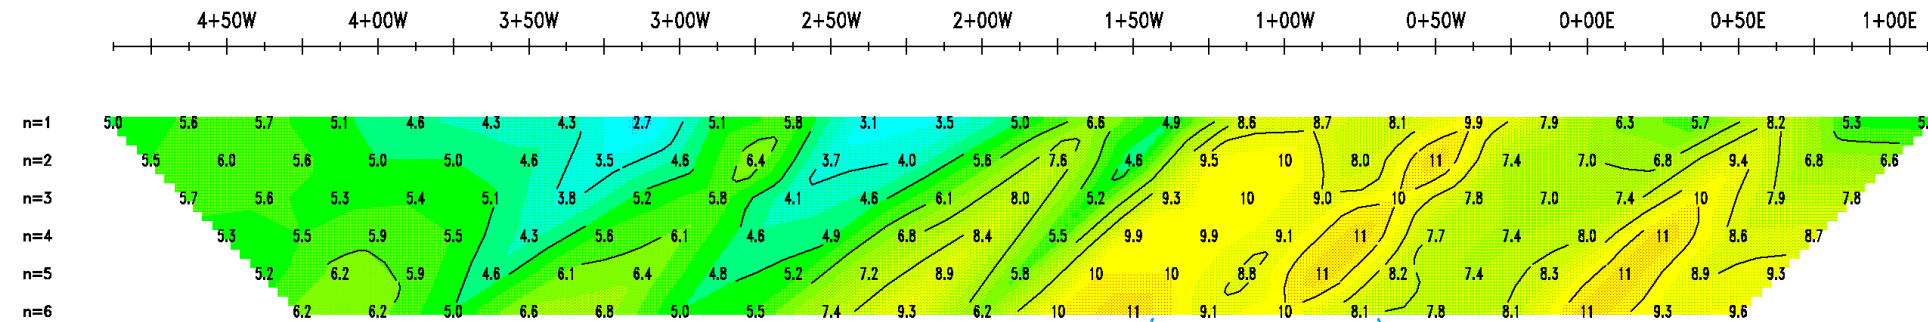 4+50W 4+00W 3+50W 3+00W 2+50W 2+00W 1+50W 1+00W 0+50W 0+00E 0+50E 1+00E
n=1 5.0 5.6 5.7 5.1 4.6 4.3 4.3 2.7 5.1 5.8 3.1 3.5 5.0 6.6 4.9 8.6 8.7 8.1 9.9 7.9 6.3 5.7 8.2 5.3 5.
n=2 5.5 6.0 5.6 5.0 5.0 4.6 3.5 4.6 6.4 3.7 4.0 5.6 7.6 4.6 9.5 10 8.0 11 7.4 7.0 6.8 9.4 6.8 6.6
n=3 5.7 5.6 5.3 5.4 5.1 3.8 5.2 5.8 4.1 4.6 6.1 8.0 5.2 9.3 10 9.0 10 7.8 7.0 7.4 10 7.9 7.8
n=4 5.3 5.5 5.9 5.5 4.3 5.6 6.1 4.6 4.9 6.8 8.4 5.5 9.9 9.9 9.1 11 7.7 7.4 8.0 11 8.6 8.7
n=5 5.2 6.2 5.9 4.6 6.1 6.4 4.8 5.2 7.2 8.9 5.8 10 10 8.8 11 8.2 7.4 8.3 11 8.9 9.3
n=6 6.2 6.2 5.0 6.6 6.8 5.0 5.5 7.4 9.3 6.2 10 11 9.1 10 8.1 7.8 8.1 11 9.3 9.6